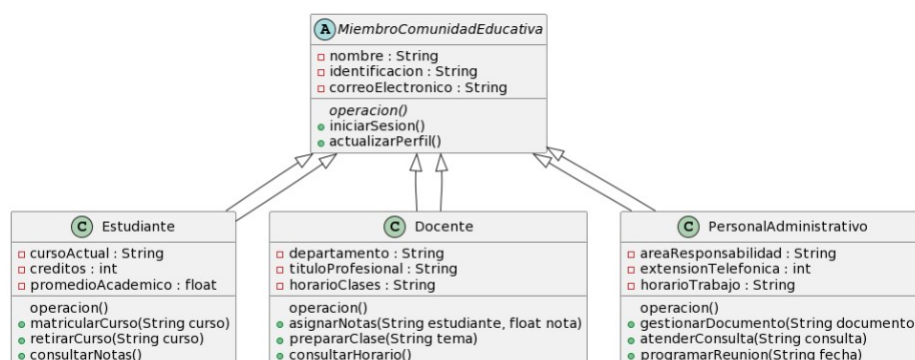 A MiembroComunidadEducativa
nombre : String
identificacion : String
correoElectronico : String
operacion()
iniciarSesion()
actualizarPerfil()
C Estudiante
cursoActual : String
creditos : int
promedioAcademico : float
operacion()
matricularCurso(String curso)
retirarCurso(String curso)
consultarNotas()
C Docente
departamento : String
tituloProfesional : String
horarioClases : String
operacion()
asignarNotas(String estudiante, float nota)
prepararClase(String tema)
consultarHorario()
C PersonalAdministrativo
areaResponsabilidad : String
extensionTelefonica : int
horarioTrabajo : String
operacion()
gestionarDocumento(String documento
atenderConsulta(String consulta)
programarReunion(String fecha)